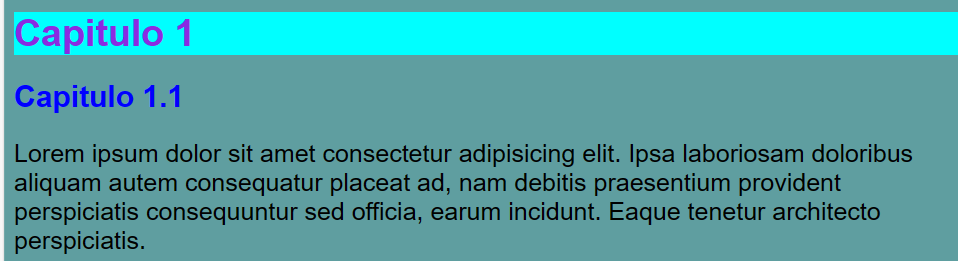 Capitulo 1
Capitulo 1.1
Lorem ipsum dolor sit amet consectetur adipisicing elit. Ipsa laboriosam doloribus
aliquam autem consequatur placeat ad, nam debitis praesentium provident
perspiciatis consequuntur sed officia, earum incidunt. Eaque tenetur architecto
perspiciatis.